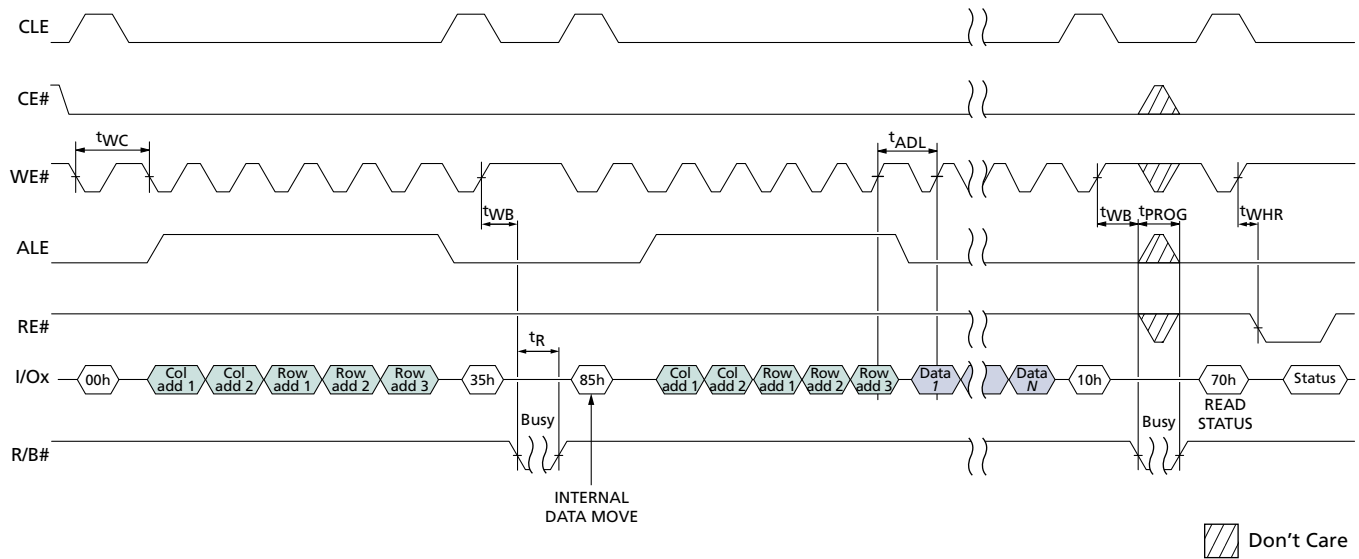 CLE
CE#
tWC
tADL
WE#
tWB
tWB
tPROG
tWHR
ALE
RE#
tR
I/Ox
00h
Col add 1
Col add 2
Row add 1
Row add 2
Row add 3
35h
85h
Col add 1
Col add 2
Row add 1
Row add 2
Row add 3
Data 1
Data N
10h
70h
Status
READ STATUS
Busy
Busy
R/B#
INTERNAL DATA MOVE
Don't Care